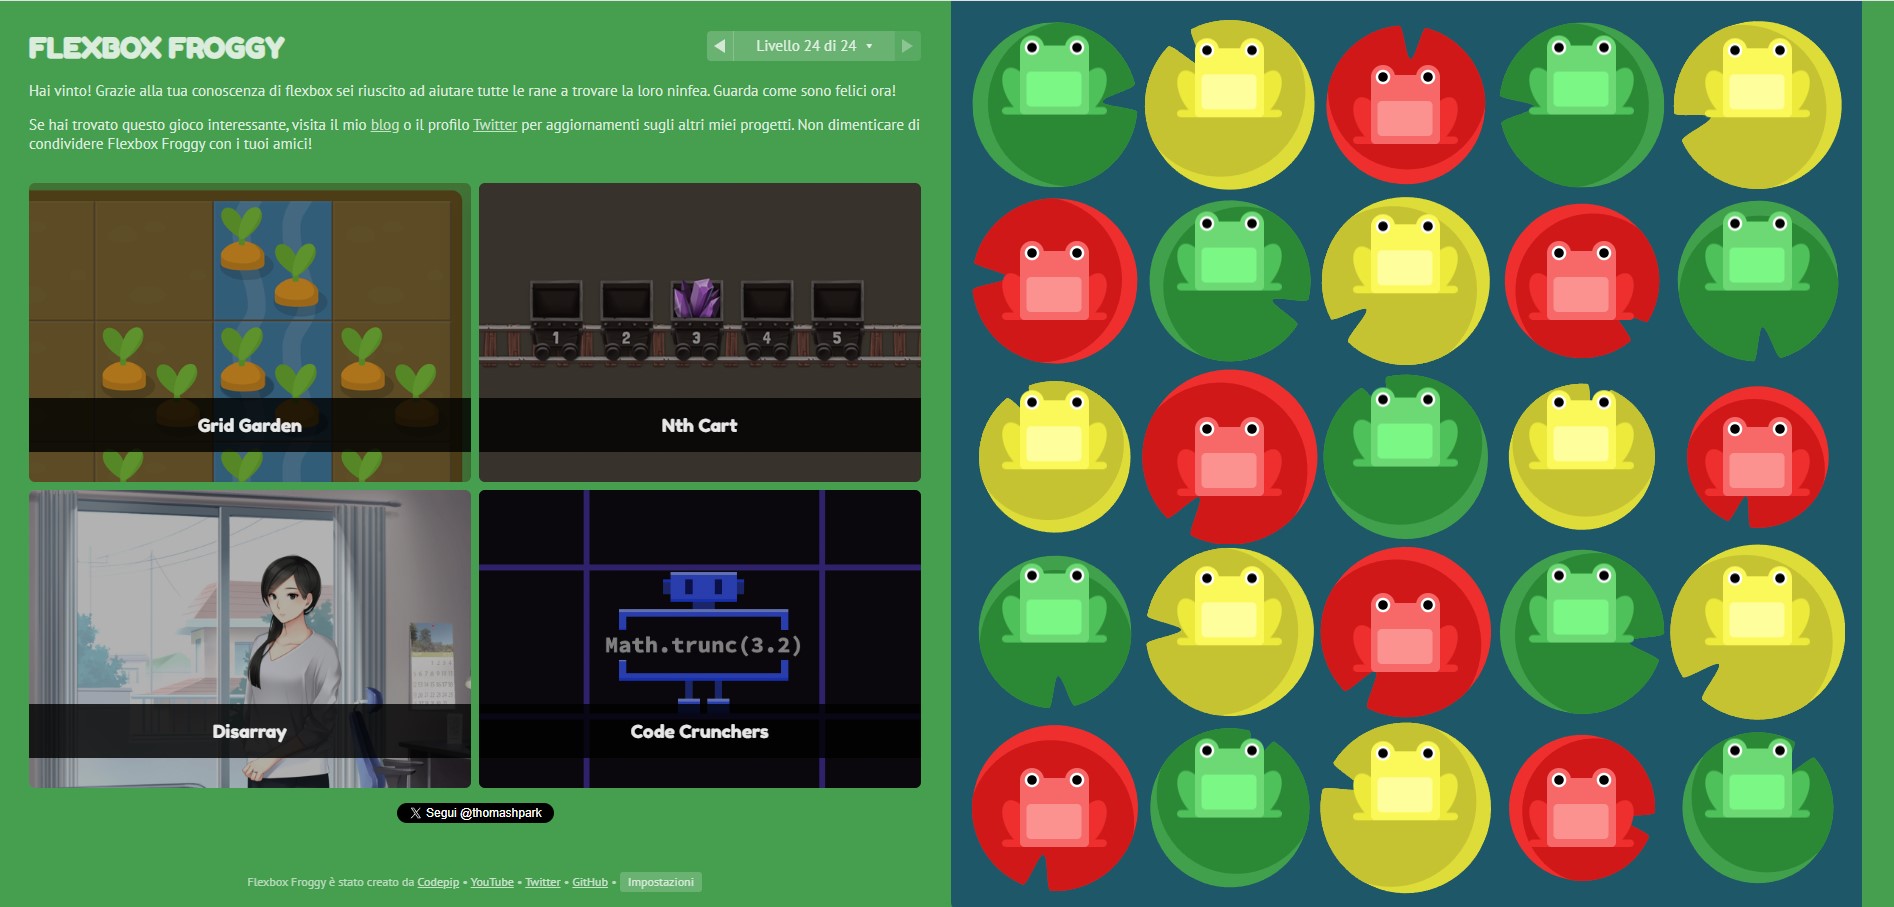 FLEXBOX FROGGY
Livello 24 di 24
Hai vinto! Grazie alla tua conoscenza di flexbox sei riuscito ad aiutare tutte le rane a trovare la loro ninfea. Guarda come sono felici ora!
Se hai trovato questo gioco interessante, visita il mio blog o il profilo Twitter per aggiornamenti sugli altri miei progetti. Non dimenticare di
condividere Flexbox Froggy con i tuoi amici!
Grid Garden
1 2 3 4 5
Nth Cart
Disarray
Math.trunc(3.2)
Code Crunchers
Segui @thomashpark
Flexbox Froggy è stato creato da Codepip • YouTube • Twitter • GitHub • Impostazioni